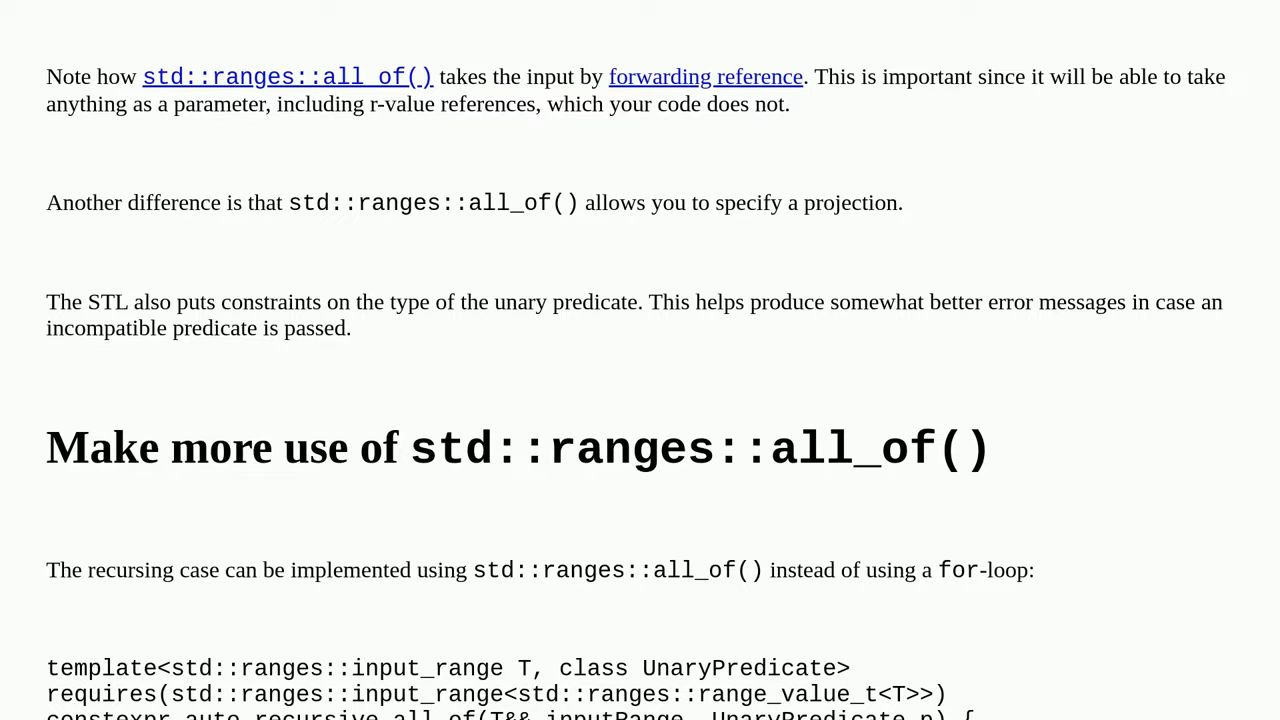 Note how std::ranges::all_of() takes the input by forwarding reference. This is important since it will be able to take
anything as a parameter, including r-value references, which your code does not.
Another difference is that std::ranges::all_of() allows you to specify a projection.
The STL also puts constraints on the type of the unary predicate. This helps produce somewhat better error messages in case an
incompatible predicate is passed.
Make more use of std::ranges::all_of()
The recursing case can be implemented using std::ranges::all_of() instead of using a for-loop:
template<std::ranges::input_range T, class UnaryPredicate>
requires(std::ranges::input_range<std::ranges::range_value_t<T>>)
constexpr auto recursive_all_of(T&& inputRange, UnaryPredicate p) {